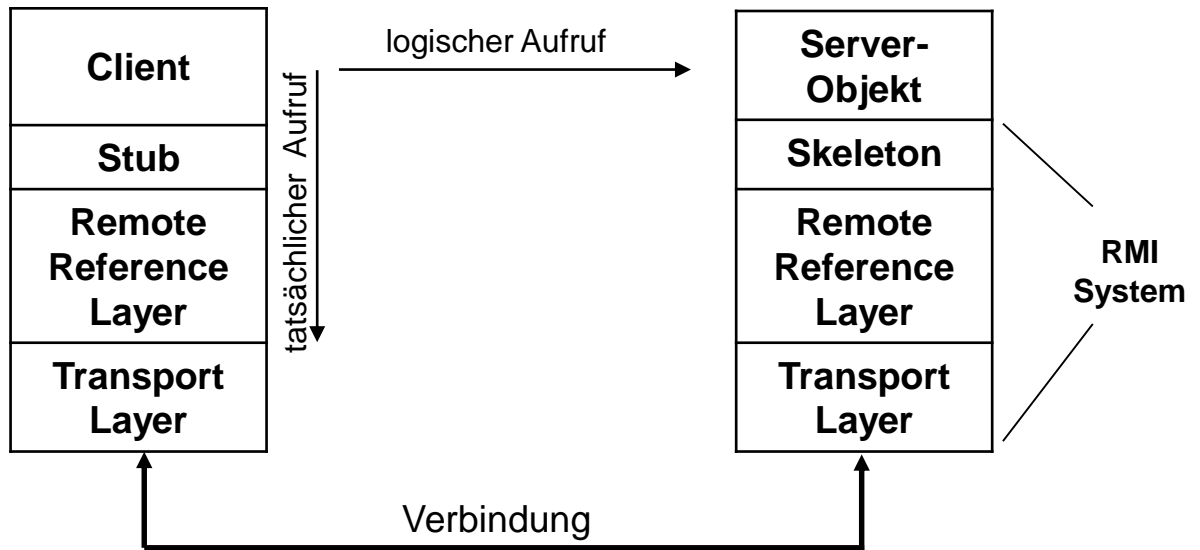 Client
Stub
Remote
Reference
Layer
Transport
Layer
tatsächlicher Aufruf
logischer Aufruf
Server-
Objekt
Skeleton
Remote
Reference
Layer
Transport
Layer
RMI
System
Verbindung